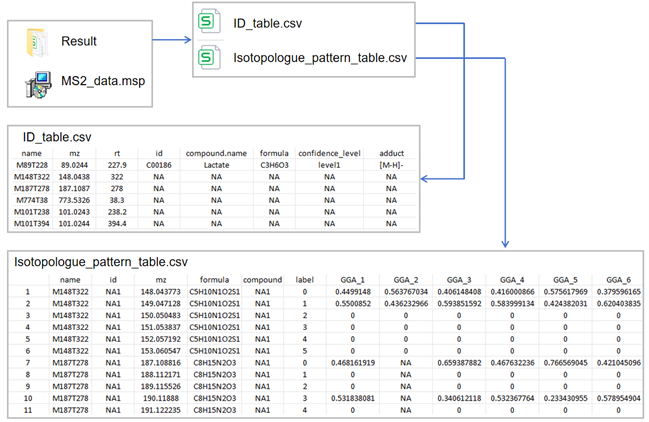 Result
MS2_data.msp
ID_table.csv
Isotopologue_pattern_table.csv
ID_table.csv
name mz rt id compound.name formula confidence_level adduct
M89T228 89.0244 227.9 C00186 Lactate C3H6O3 level1 [M-H]-
M148T322 148.0438 322 NA NA NA NA NA
M187T278 187.1087 278 NA NA NA NA NA
M774T38 773.5326 38.3 NA NA NA NA NA
M101T238 101.0243 238.2 NA NA NA NA NA
M101T394 101.0244 394.4 NA NA NA NA NA
Isotopologue_pattern_table.csv
name id mz formula compound label GGA_1 GGA_2 GGA_3 GGA_4 GGA_5 GGA_6
1 M148T322 NA1 148.043773 C5H10N1O2S1 NA1 0 0.4499148 0.563767034 0.406148408 0.416000866 0.575617969 0.379596165
2 M148T322 NA1 149.047128 C5H10N1O2S1 NA1 1 0.5500852 0.436232966 0.593851592 0.583999134 0.424382031 0.620403835
3 M148T322 NA1 150.050483 C5H10N1O2S1 NA1 2 0 0 0 0 0 0
4 M148T322 NA1 151.053837 C5H10N1O2S1 NA1 3 0 0 0 0 0 0
5 M148T322 NA1 152.057192 C5H10N1O2S1 NA1 4 0 0 0 0 0 0
6 M148T322 NA1 153.060547 C5H10N1O2S1 NA1 5 0 0 0 0 0 0
7 M187T278 NA1 187.108816 C8H15N2O3 NA1 0 0.468161919 NA 0.659387882 0.467632236 0.766569045 0.421045096
8 M187T278 NA1 188.112171 C8H15N2O3 NA1 1 0 NA 0 0 0 0
9 M187T278 NA1 189.115526 C8H15N2O3 NA1 2 0 NA 0 0 0 0
10 M187T278 NA1 190.11888 C8H15N2O3 NA1 3 0.531838081 NA 0.340612118 0.532367764 0.233430955 0.578954904
11 M187T278 NA1 191.122235 C8H15N2O3 NA1 4 0 NA 0 0 0 0